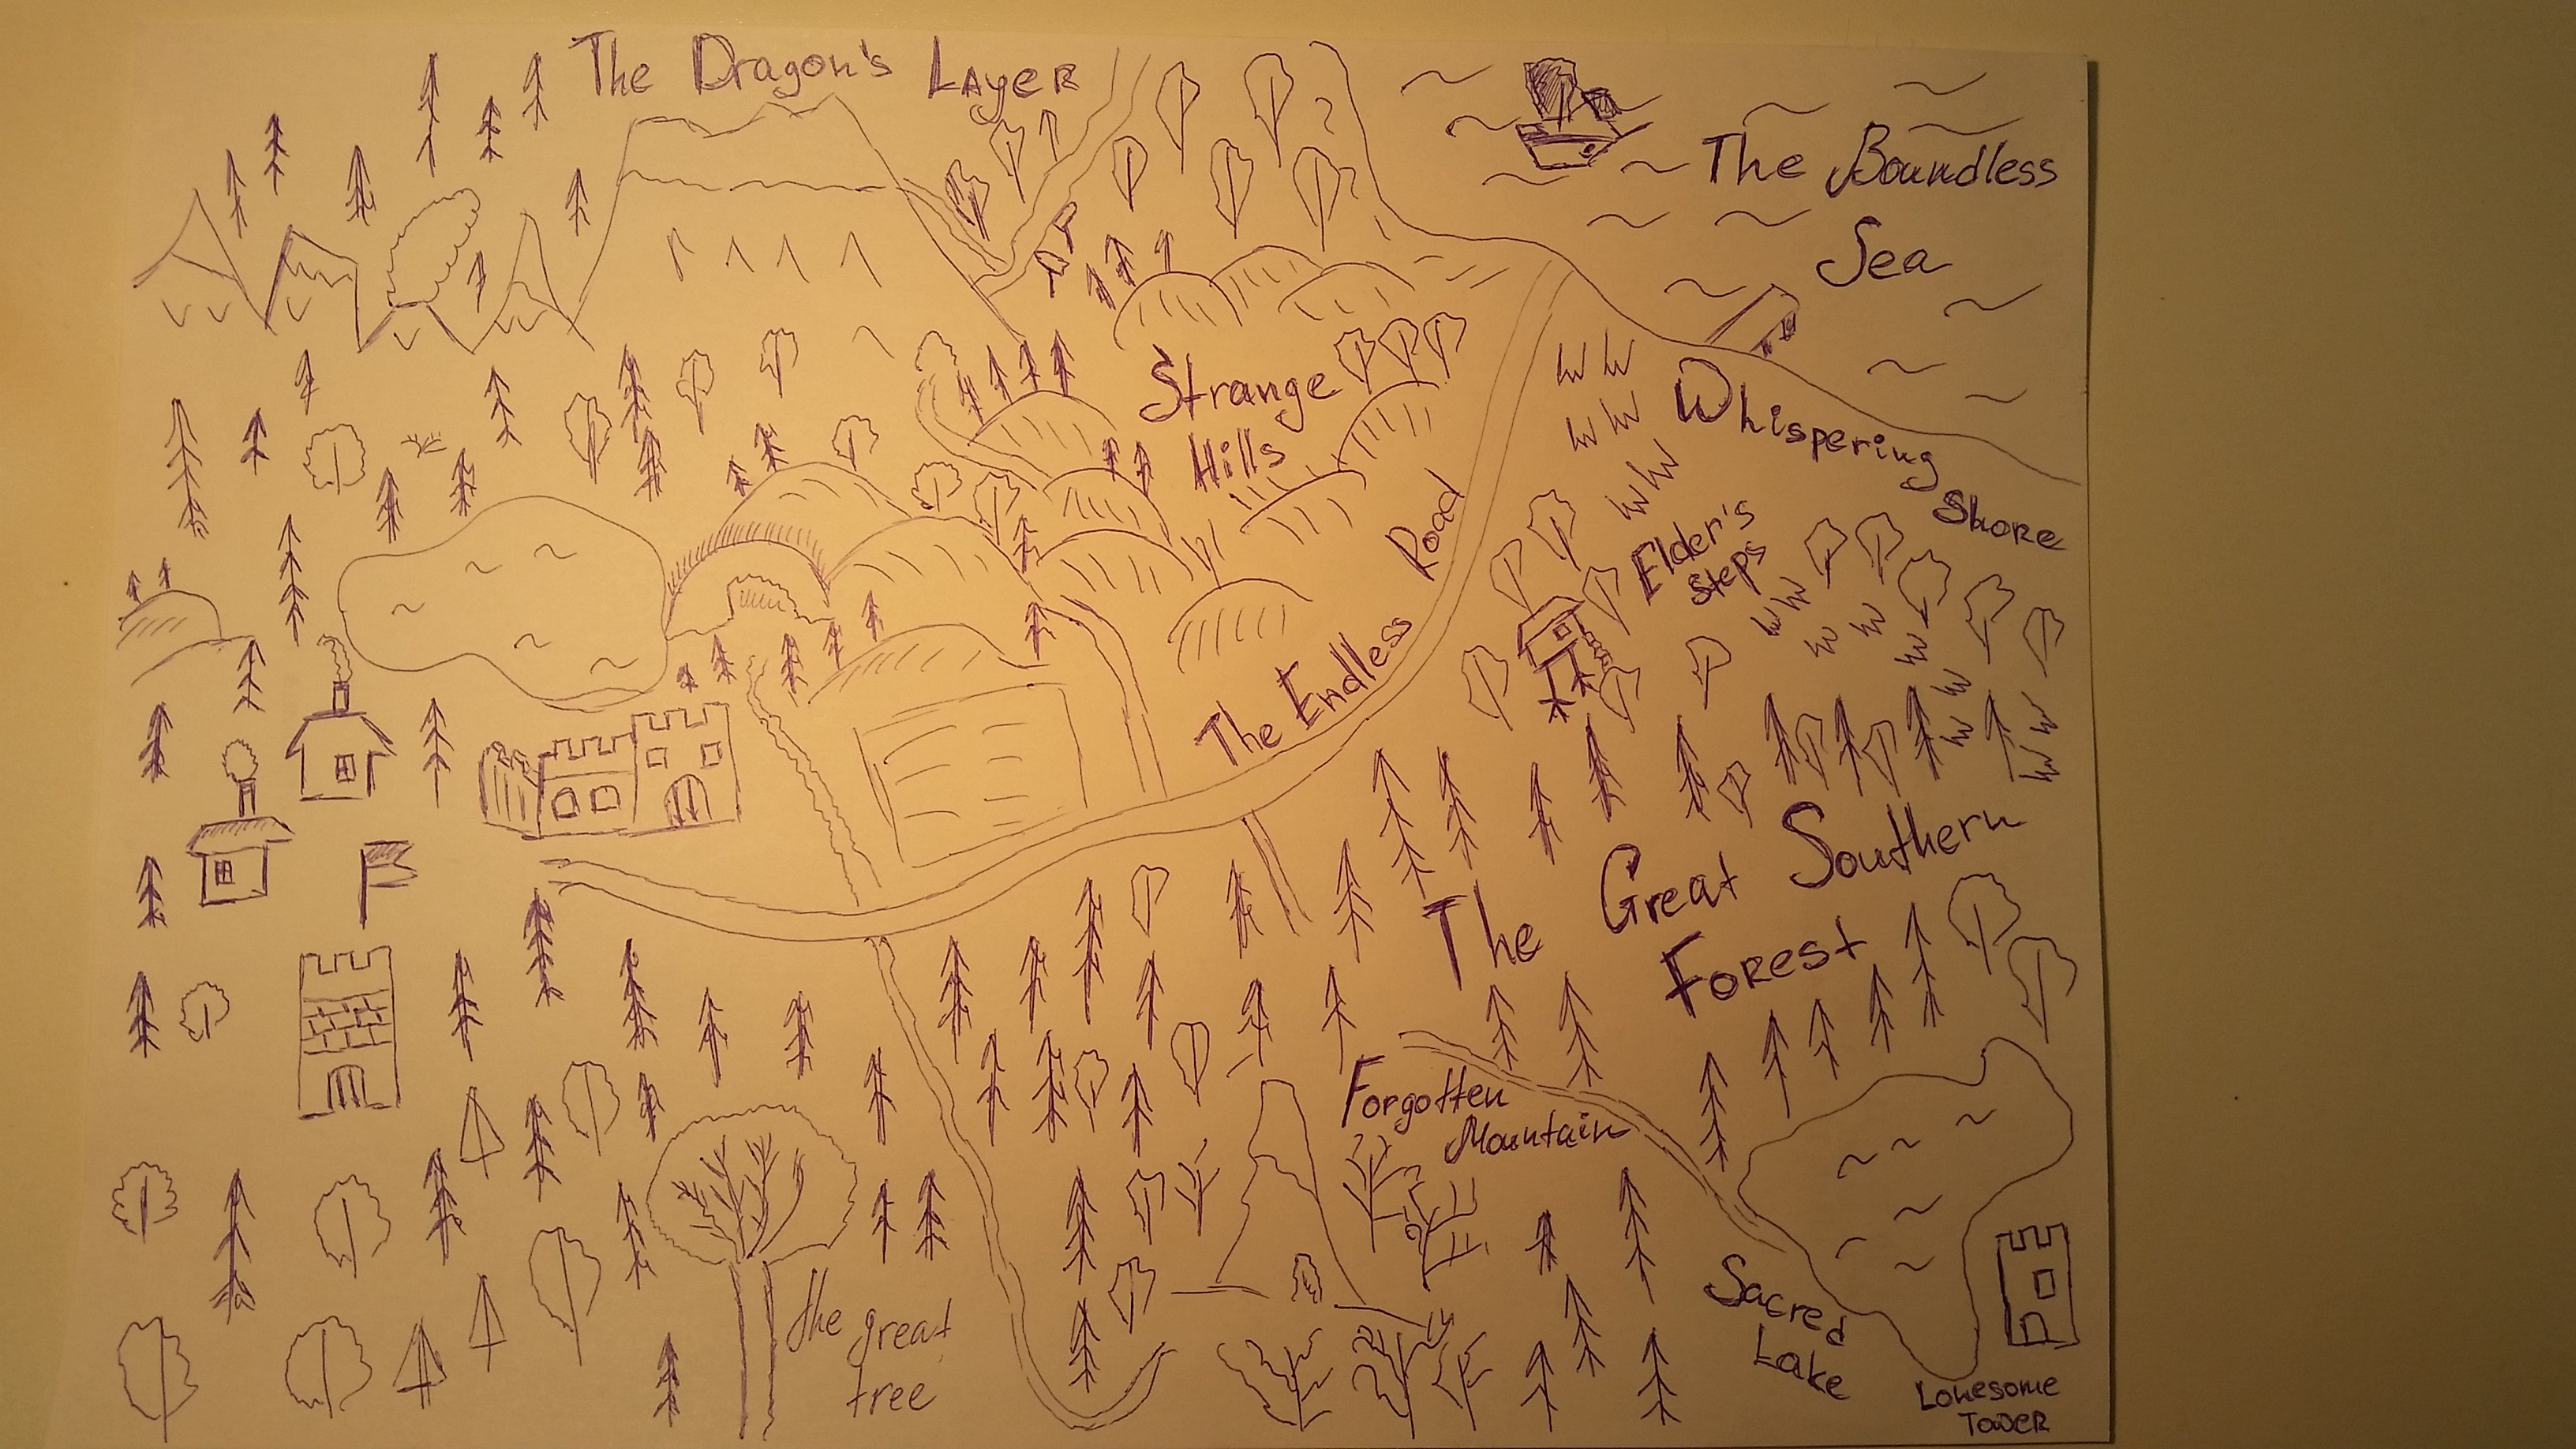 The Dragon's Layer
The Boundless
Sea
Strange
Hills
Whispering
Shore
Elder's
Steps
The Endless Road
The Great Southern
Forest
Forgotten
Mountain
the great
tree
Sacred
Lake
Lonesome
Tower